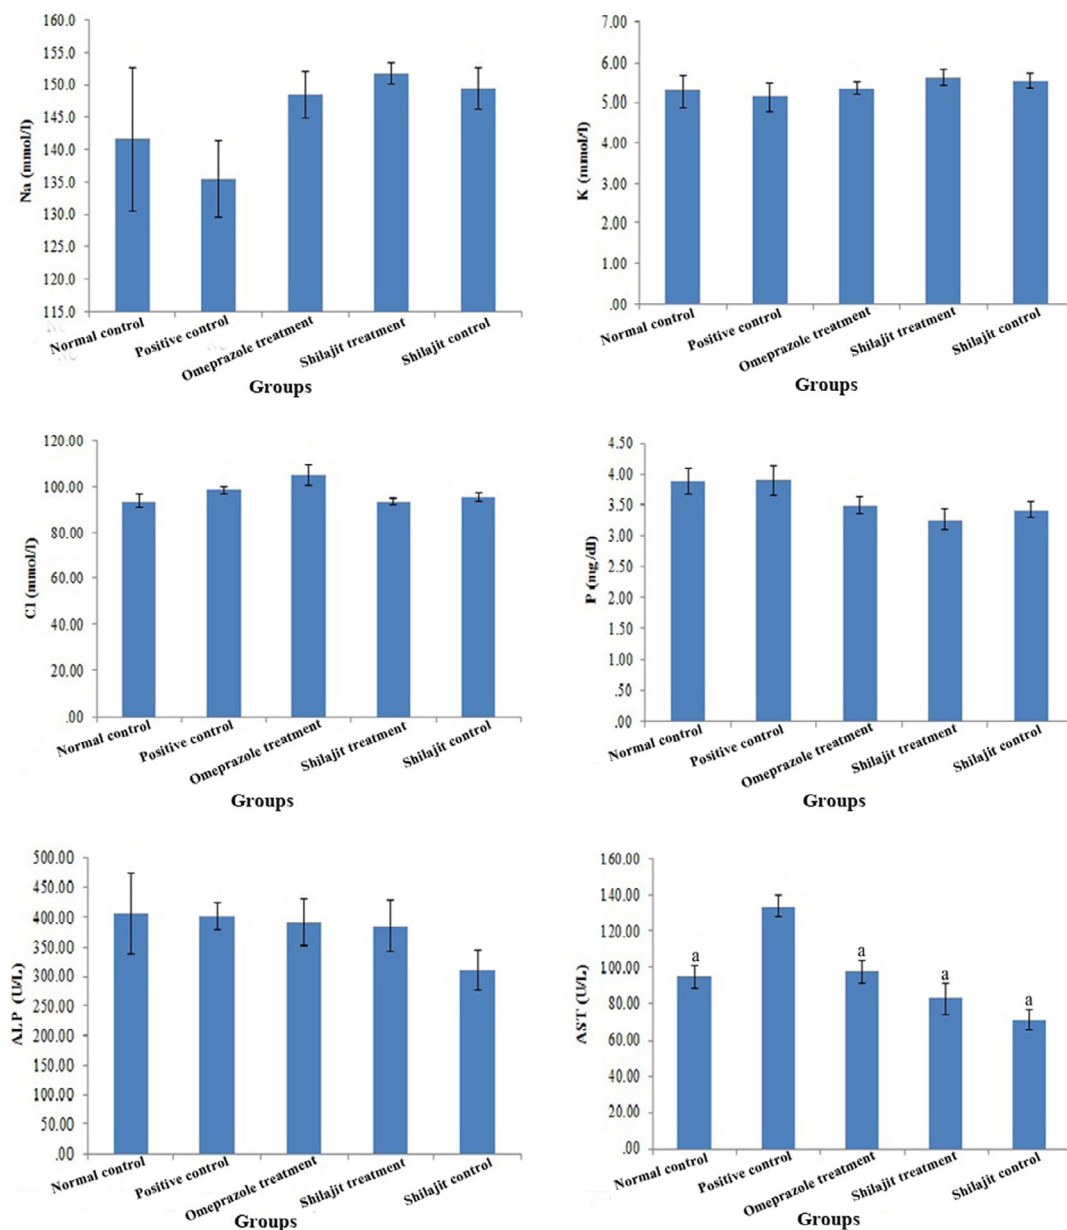 160.0
155.0
150.0
145.0
140.0
135.0
130.0
125.0
120.0
115.0
Na (mmol/l)
Normal control
Positive control
Omeprazole treatment
Shilajit treatment
Shilajit control
Groups
7.00
6.00
5.00
4.00
3.00
2.00
1.00
.00
K (mmol/l)
Normal control
Positive control
Omeprazole treatment
Shilajit treatment
Shilajit control
Groups
120.00
100.00
80.00
60.00
40.00
20.00
.00
Cl (mmol/l)
Normal control
Positive control
Omeprazole treatment
Shilajit treatment
Shilajit control
Groups
4.50
4.00
3.50
3.00
2.50
2.00
1.50
1.00
.50
.00
P (mg/dl)
Normal control
Positive control
Omeprazole treatment
Shilajit treatment
Shilajit control
Groups
500.00
450.00
400.00
350.00
300.00
250.00
200.00
150.00
100.00
50.00
.00
ALP (U/L)
Normal control
Positive control
Omeprazole treatment
Shilajit treatment
Shilajit control
Groups
160.00
140.00
120.00
100.00
80.00
60.00
40.00
20.00
.00
AST (U/L)
a
a
a
a
Normal control
Positive control
Omeprazole treatment
Shilajit treatment
Shilajit control
Groups